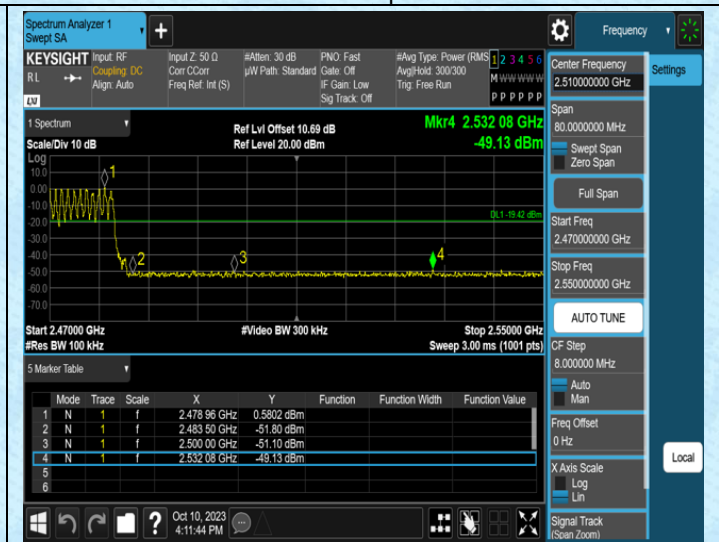 Spectrum Analyzer 1
Swept SA
+
Frequency
KEYSIGHT
Input: RF
Coupling: DC
Align: Auto
Input Z: 50 Ω
Corr CCorr
Freq Ref: Int (S)
#Atten: 30 dB
µW Path: Standard
PNO: Fast
Gate: Off
IF Gain: Low
Sig Track: Off
#Avg Type: Power (RMS
Avg|Hold: 300/300
Trig: Free Run
1 2 3 4 5 6
M W W W W W
P P P P P P
RL
LXI
1 Spectrum
Scale/Div 10 dB
Ref Lvl Offset 10.69 dB
Ref Level 20.00 dBm
Mkr4 2.532 08 GHz
-49.13 dBm
Log
10.0
0.00
-10.0
-20.0
-30.0
-40.0
-50.0
-60.0
-70.0
1
2
3
4
DL1 -19.42 dBm
Start 2.47000 GHz
#Res BW 100 kHz
#Video BW 300 kHz
Stop 2.55000 GHz
Sweep 3.00 ms (1001 pts)
5 Marker Table
Mode Trace Scale X Y Function Function Width Function Value
1 N 1 f 2.478 96 GHz 0.5802 dBm
2 N 1 f 2.483 50 GHz -51.80 dBm
3 N 1 f 2.500 00 GHz -51.10 dBm
4 N 1 f 2.532 08 GHz -49.13 dBm
5
6
?
Oct 10, 2023
4:11:44 PM
Center Frequency
2.510000000 GHz
Settings
Span
80.0000000 MHz
Swept Span
Zero Span
Full Span
Start Freq
2.470000000 GHz
Stop Freq
2.550000000 GHz
AUTO TUNE
CF Step
8.000000 MHz
Auto
Man
Freq Offset
0 Hz
X Axis Scale
Log
Lin
Local
Signal Track
(Span Zoom)